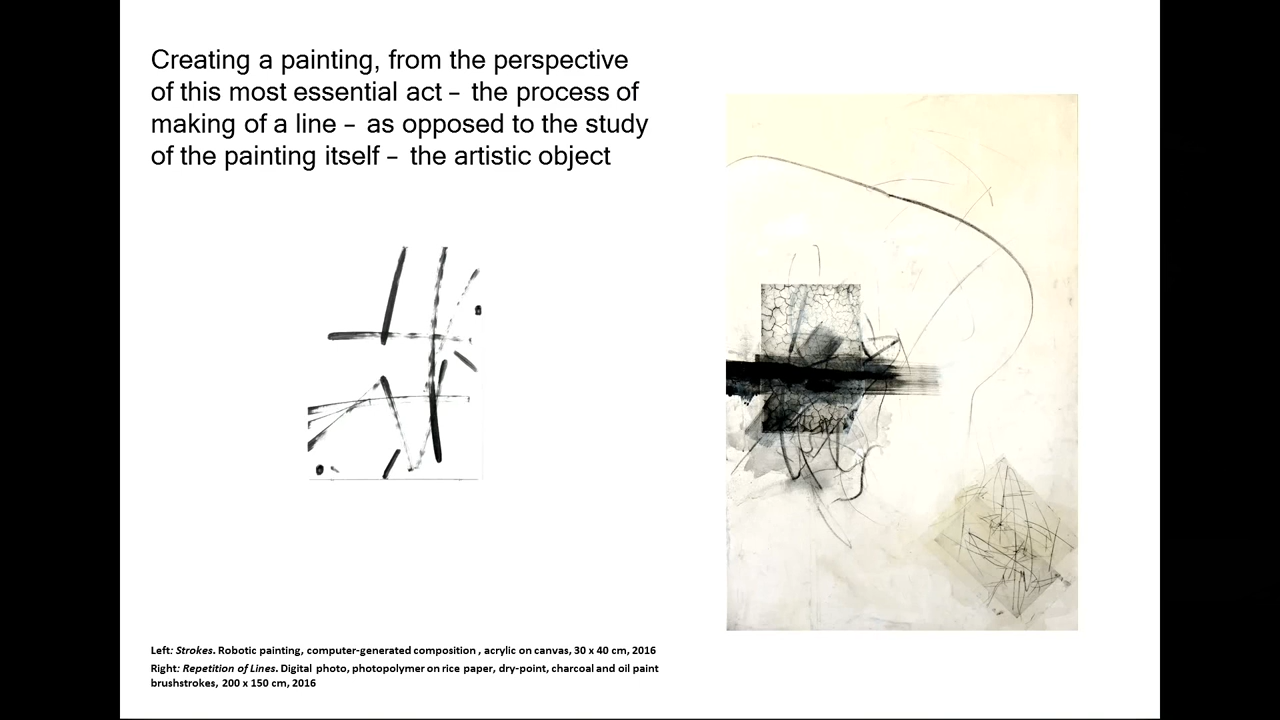 Creating a painting, from the perspective
of this most essential act – the process of
making of a line – as opposed to the study
of the painting itself – the artistic object
Left: Strokes. Robotic painting, computer-generated composition , acrylic on canvas, 30 x 40 cm, 2016
Right: Repetition of Lines. Digital photo, photopolymer on rice paper, dry-point, charcoal and oil paint
brushstrokes, 200 x 150 cm, 2016